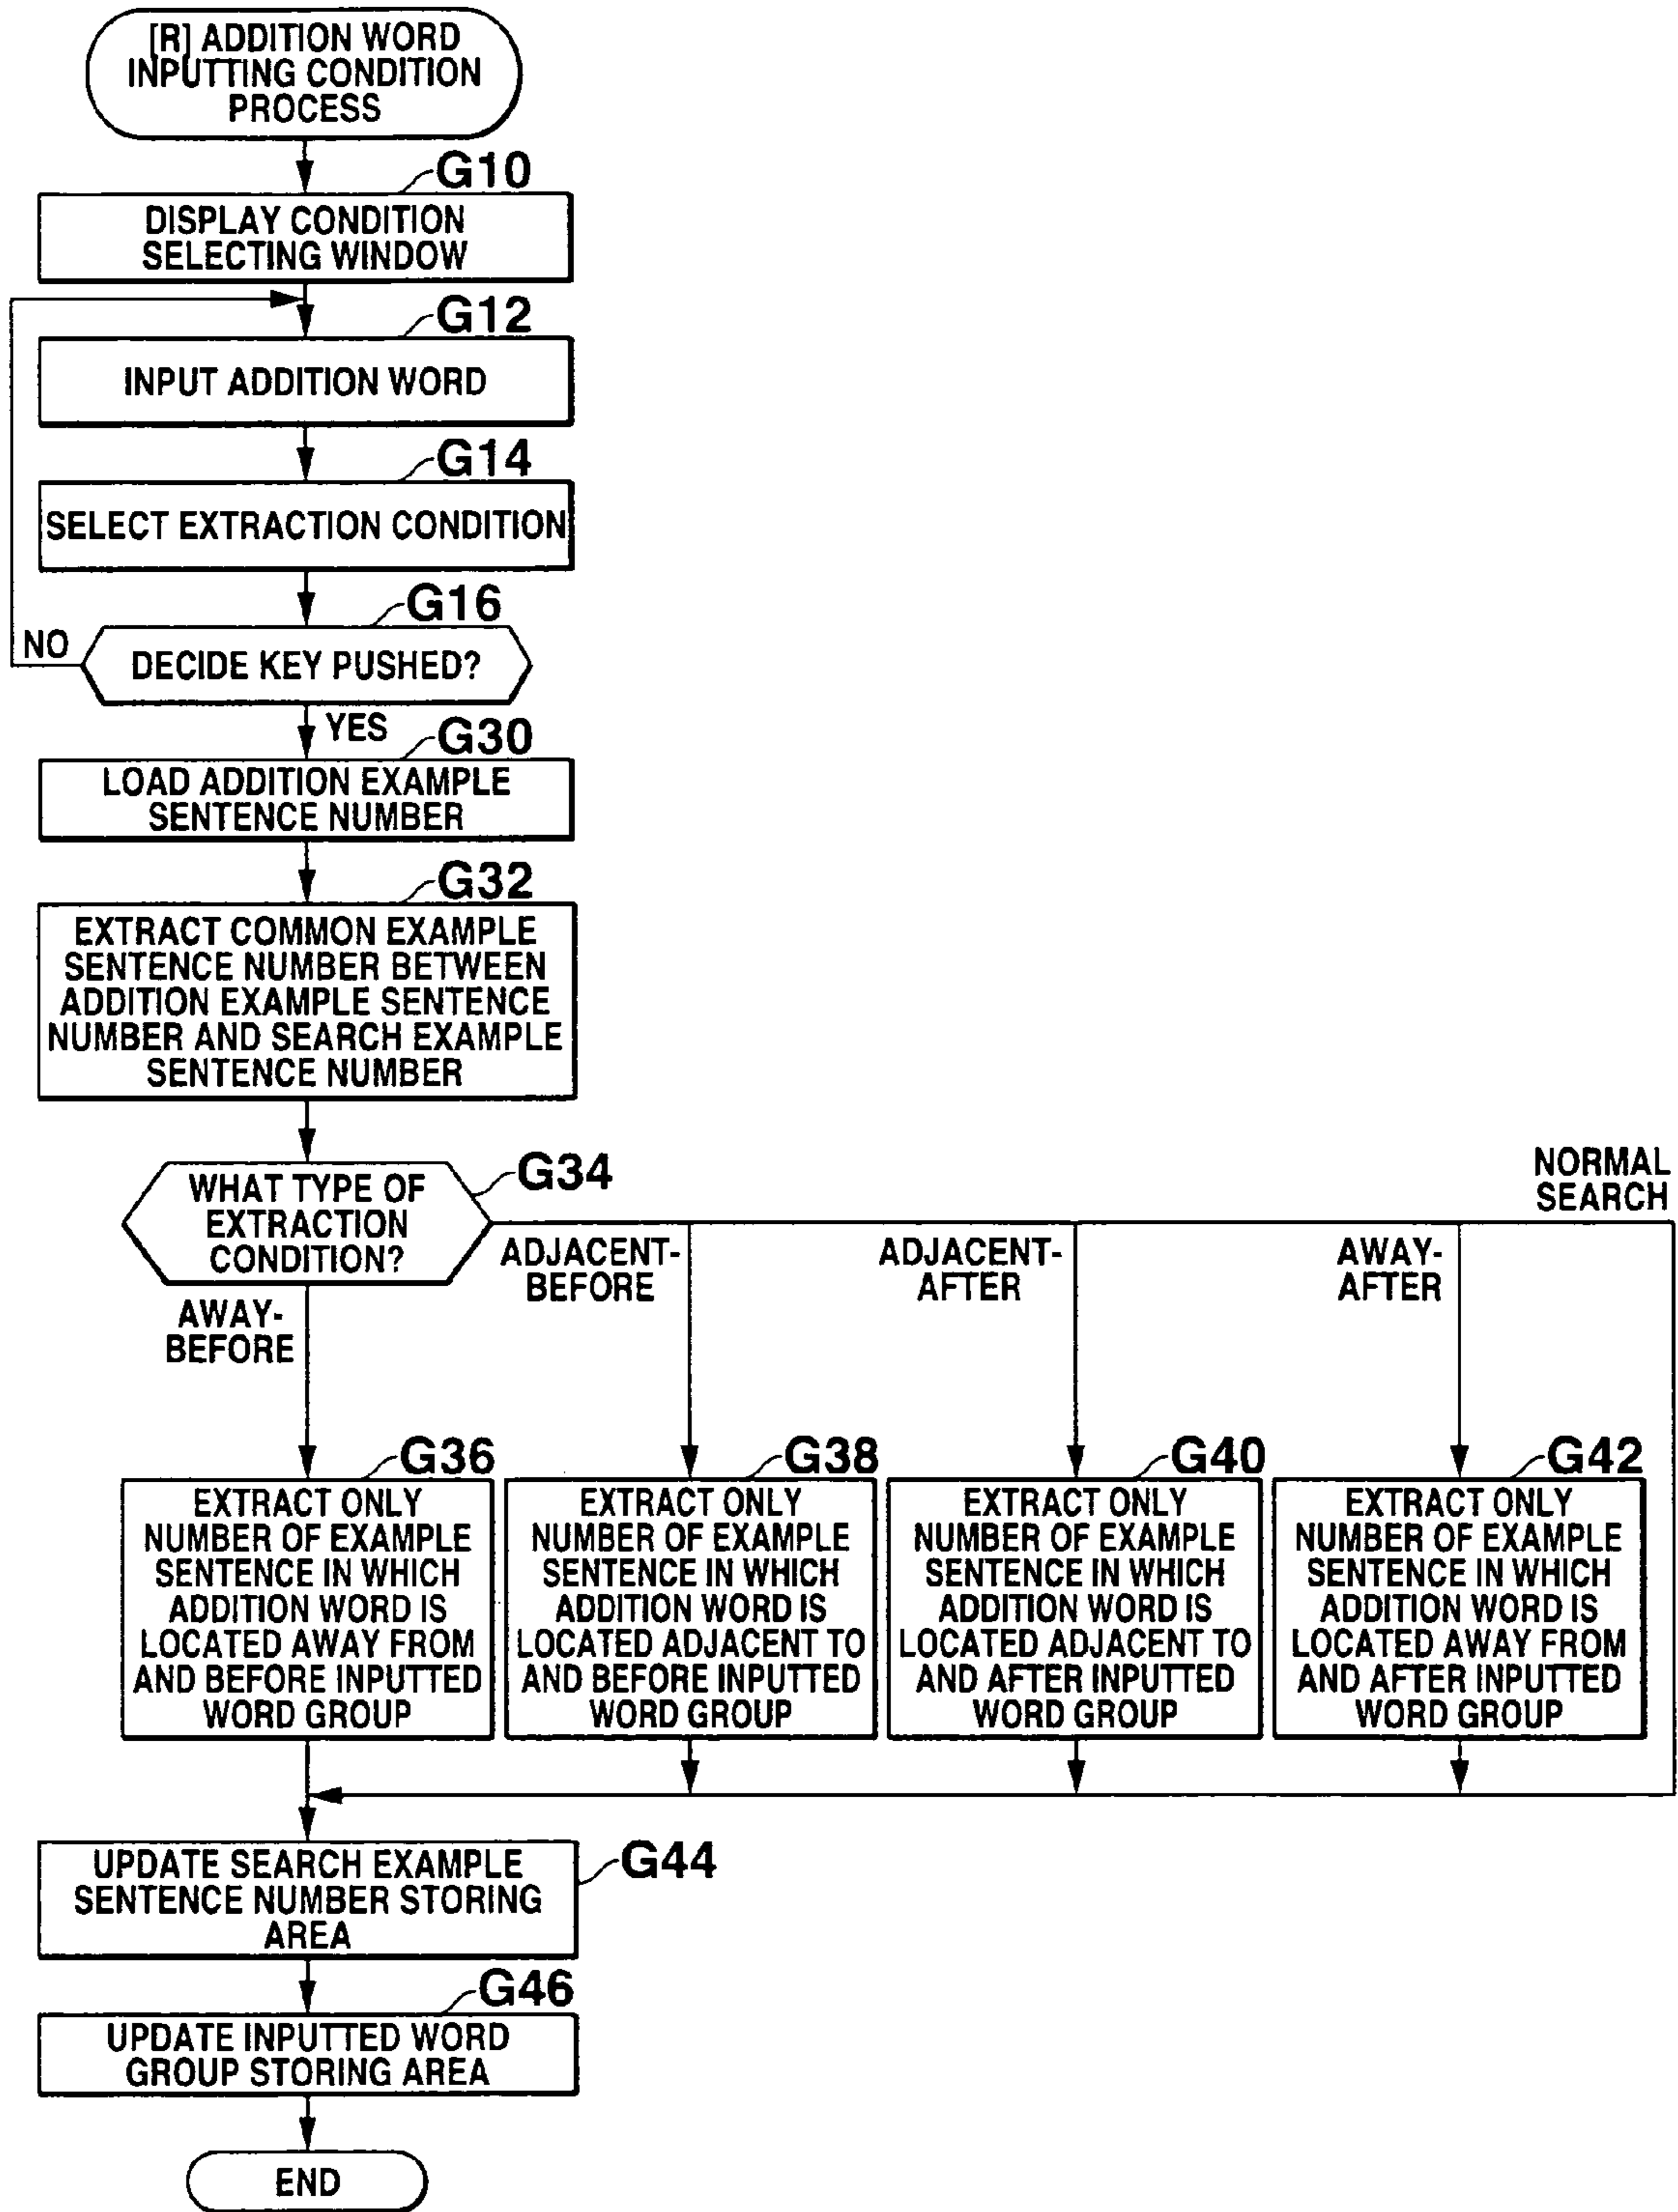 [R] ADDITION WORD
INPUTTING CONDITION
PROCESS
G10
DISPLAY CONDITION
SELECTING WINDOW
G12
INPUT ADDITION WORD
G14
SELECT EXTRACTION CONDITION
G16
NO
DECIDE KEY PUSHED?
YES
G30
LOAD ADDITION EXAMPLE
SENTENCE NUMBER
G32
EXTRACT COMMON EXAMPLE
SENTENCE NUMBER BETWEEN
ADDITION EXAMPLE SENTENCE
NUMBER AND SEARCH EXAMPLE
SENTENCE NUMBER
G34
WHAT TYPE OF
EXTRACTION
CONDITION?
NORMAL
SEARCH
AWAY-
BEFORE
ADJACENT-
BEFORE
ADJACENT-
AFTER
AWAY-
AFTER
G36
EXTRACT ONLY
NUMBER OF EXAMPLE
SENTENCE IN WHICH
ADDITION WORD IS
LOCATED AWAY FROM
AND BEFORE INPUTTED
WORD GROUP
G38
EXTRACT ONLY
NUMBER OF EXAMPLE
SENTENCE IN WHICH
ADDITION WORD IS
LOCATED ADJACENT TO
AND BEFORE INPUTTED
WORD GROUP
G40
EXTRACT ONLY
NUMBER OF EXAMPLE
SENTENCE IN WHICH
ADDITION WORD IS
LOCATED ADJACENT TO
AND AFTER INPUTTED
WORD GROUP
G42
EXTRACT ONLY
NUMBER OF EXAMPLE
SENTENCE IN WHICH
ADDITION WORD IS
LOCATED AWAY FROM
AND AFTER INPUTTED
WORD GROUP
G44
UPDATE SEARCH EXAMPLE
SENTENCE NUMBER STORING
AREA
G46
UPDATE INPUTTED WORD
GROUP STORING AREA
END